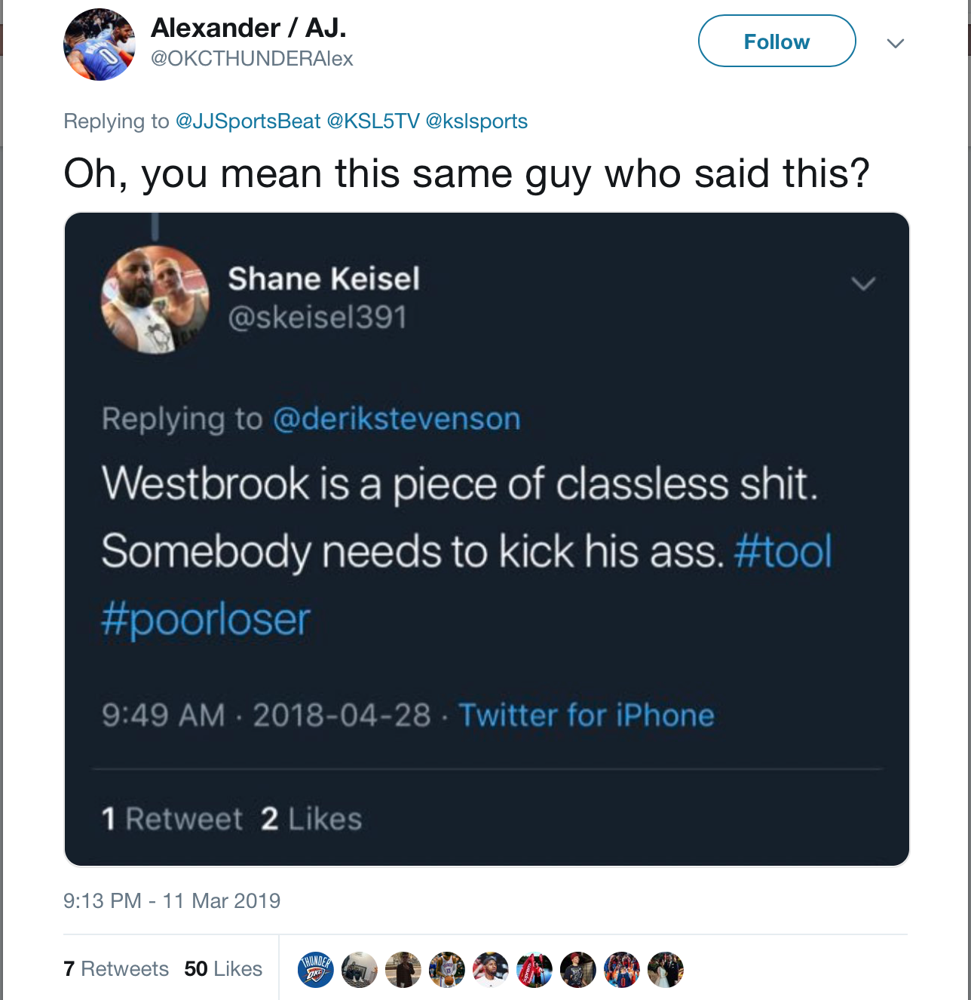 Alexander / AJ.
@OKCTHUNDERAlex
Follow
Replying to @JJSportsBeat @KSL5TV @kslsports
Oh, you mean this same guy who said this?
Shane Keisel
@skeisel391
Replying to @derikstevenson
Westbrook is a piece of classless shit.
Somebody needs to kick his ass. #tool
#poorloser
9:49 AM · 2018-04-28 · Twitter for iPhone
1 Retweet 2 Likes
9:13 PM - 11 Mar 2019
7 Retweets 50 Likes
THUNDER
OKC